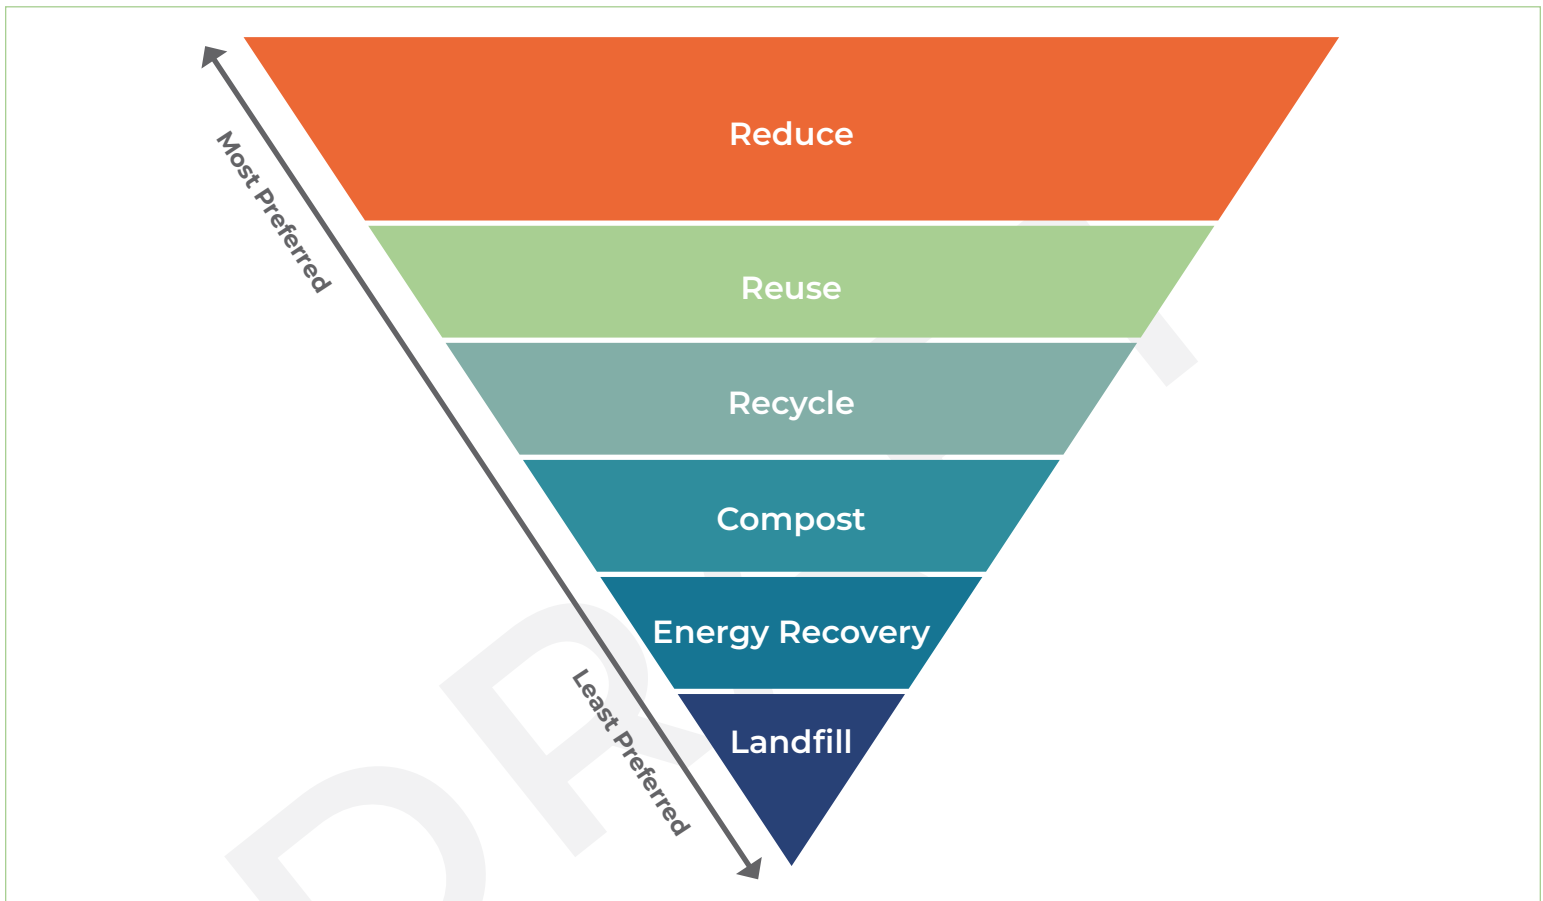 Reduce
Most Preferred
Reuse
Recycle
Compost
Energy Recovery
Least Preferred
Landfill